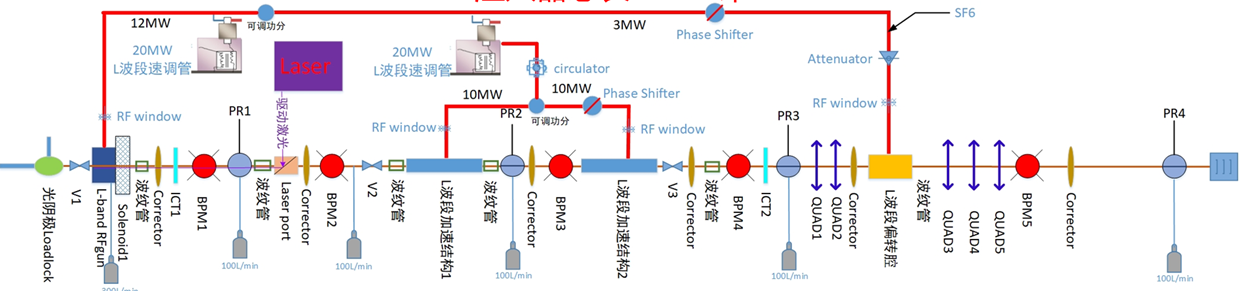 12MW
可调功分
3MW
Phase Shifter
SF6
20MW
L波段速调管
Laser
20MW
L波段速调管
circulator
Attenuator
10MW
10MW
Phase Shifter
可调功分
RF window
RF window
RF window
RF window
驱动激光
PR1
PR2
PR3
PR4
光阴极Loadlock
V1
L-band RFgun
Solenoid1
波纹管
Corrector
ICT1
BPM1
波纹管
Laser port
Corrector
BPM2
V2
波纹管
L波段加速结构1
波纹管
Corrector
BPM3
L波段加速结构2
V3
Corrector
波纹管
BPM4
ICT2
QUAD1
QUAD2
Corrector
L波段偏转腔
波纹管
QUAD3
QUAD4
QUAD5
BPM5
Corrector
100L/min
100L/min
100L/min
100L/min
100L/min